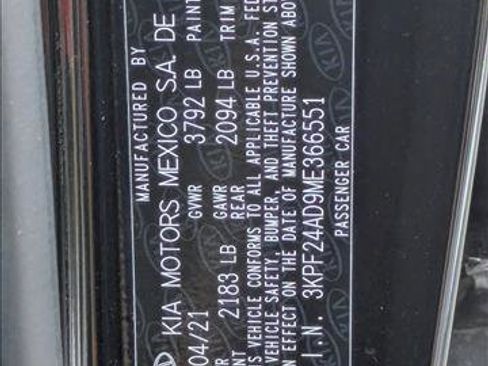 MANUFACTURED BY
KIA MOTORS MEXICO S.A. DE
04/21 GVWR 3792 LB PAINT
GAWR
REAR 2094 LB TRIM
2183 LB
IS VEHICLE CONFORMS TO ALL APPLICABLE U.S.A. FED
VEHICLE SAFETY, BUMPER, AND THEFT PREVENTION ST
N EFFECT ON THE DATE OF MANUFACTURE SHOWN ABO
I.N. 3KPF24AD9ME366551
PASSENGER CAR